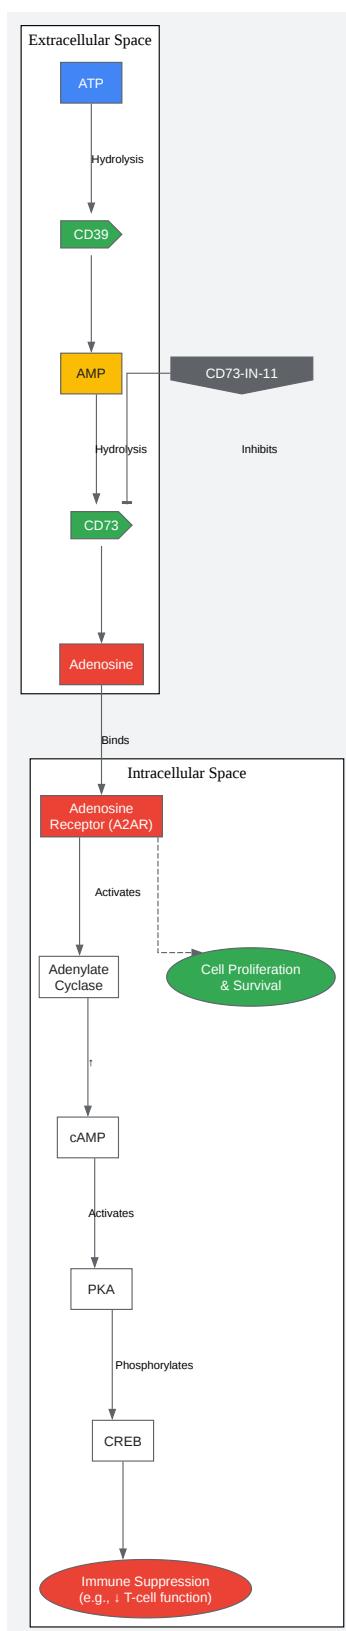 Extracellular Space
ATP
Hydrolysis
CD39
AMP
CD73-IN-11
Hydrolysis
Inhibits
CD73
Adenosine
Binds
Intracellular Space
Adenosine
Receptor (A2AR)
Activates
Adenylate
Cyclase
Cell Proliferation
& Survival
↑
cAMP
Activates
PKA
Phosphorylates
CREB
Immune Suppression
(e.g., ↓ T-cell function)